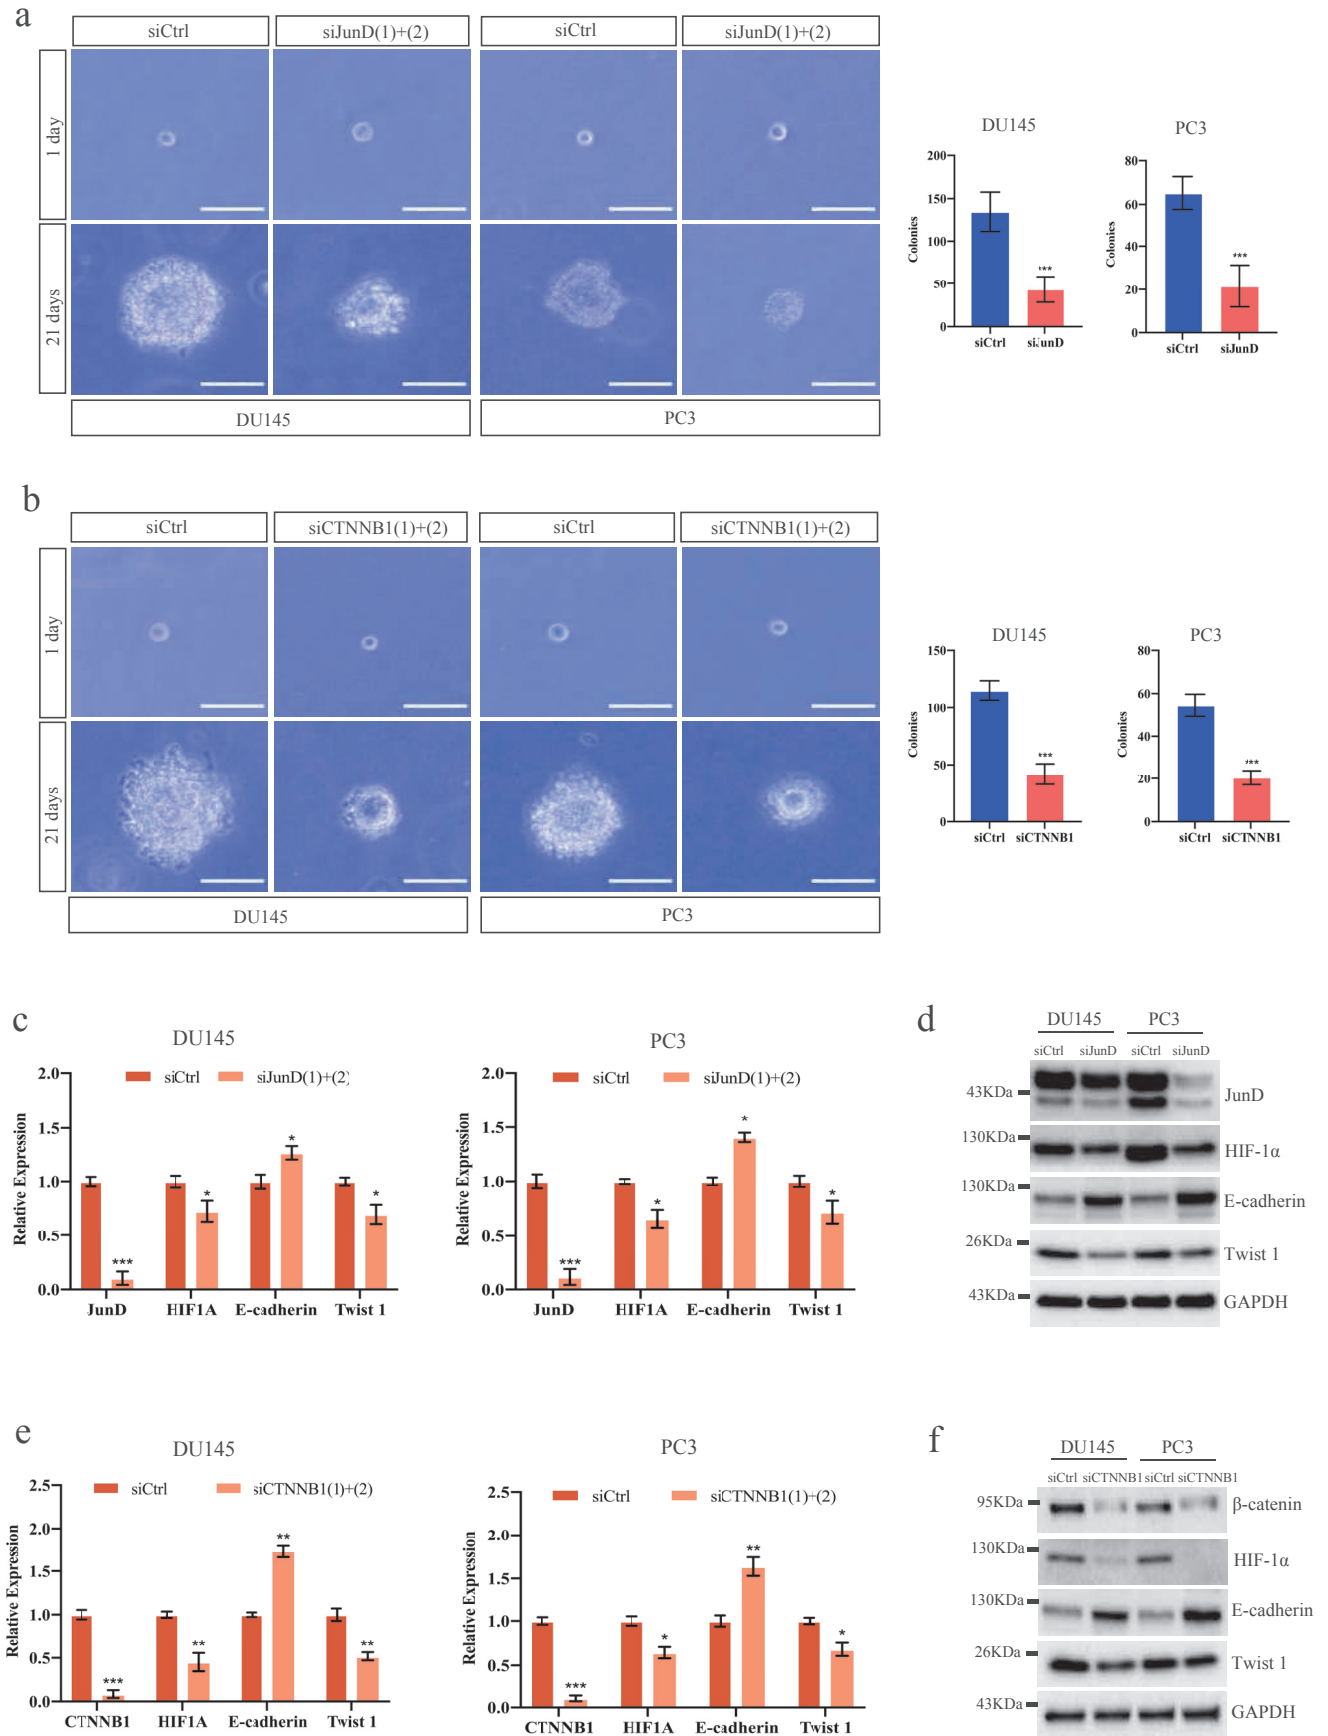 a
siCtrl
siJunD(1)+(2)
siCtrl
siJunD(1)+(2)
1 day
21 days
DU145
PC3
DU145
200
150
100
50
0
Colonies
***
siCtrl
siJunD
PC3
80
60
40
20
0
Colonies
***
siCtrl
siJunD
b
siCtrl
siCTNNB1(1)+(2)
siCtrl
siCTNNB1(1)+(2)
1 day
21 days
DU145
PC3
DU145
150
100
50
0
Colonies
***
siCtrl
siCTNNB1
PC3
80
60
40
20
0
Colonies
***
siCtrl
siCTNNB1
c
DU145
siCtrl
siJunD(1)+(2)
Relative Expression
2.0
1.5
1.0
0.5
0.0
***
*
*
*
JunD
HIF1A
E-cadherin
Twist 1
PC3
siCtrl
siJunD(1)+(2)
Relative Expression
2.0
1.5
1.0
0.5
0.0
***
*
*
*
JunD
HIF1A
E-cadherin
Twist 1
d
DU145
PC3
siCtrl
siJunD
siCtrl
siJunD
43KDa
JunD
130KDa
HIF-1α
130KDa
E-cadherin
26KDa
Twist 1
43KDa
GAPDH
e
DU145
siCtrl
siCTNNB1(1)+(2)
Relative Expression
2.5
2.0
1.5
1.0
0.5
0.0
***
**
**
**
CTNNB1
HIF1A
E-cadherin
Twist 1
PC3
siCtrl
siCTNNB1(1)+(2)
Relative Expression
2.5
2.0
1.5
1.0
0.5
0.0
***
*
**
*
CTNNB1
HIF1A
E-cadherin
Twist 1
f
DU145
PC3
siCtrl
siCTNNB1
siCtrl
siCTNNB1
95KDa
β-catenin
130KDa
HIF-1α
130KDa
E-cadherin
26KDa
Twist 1
43KDa
GAPDH